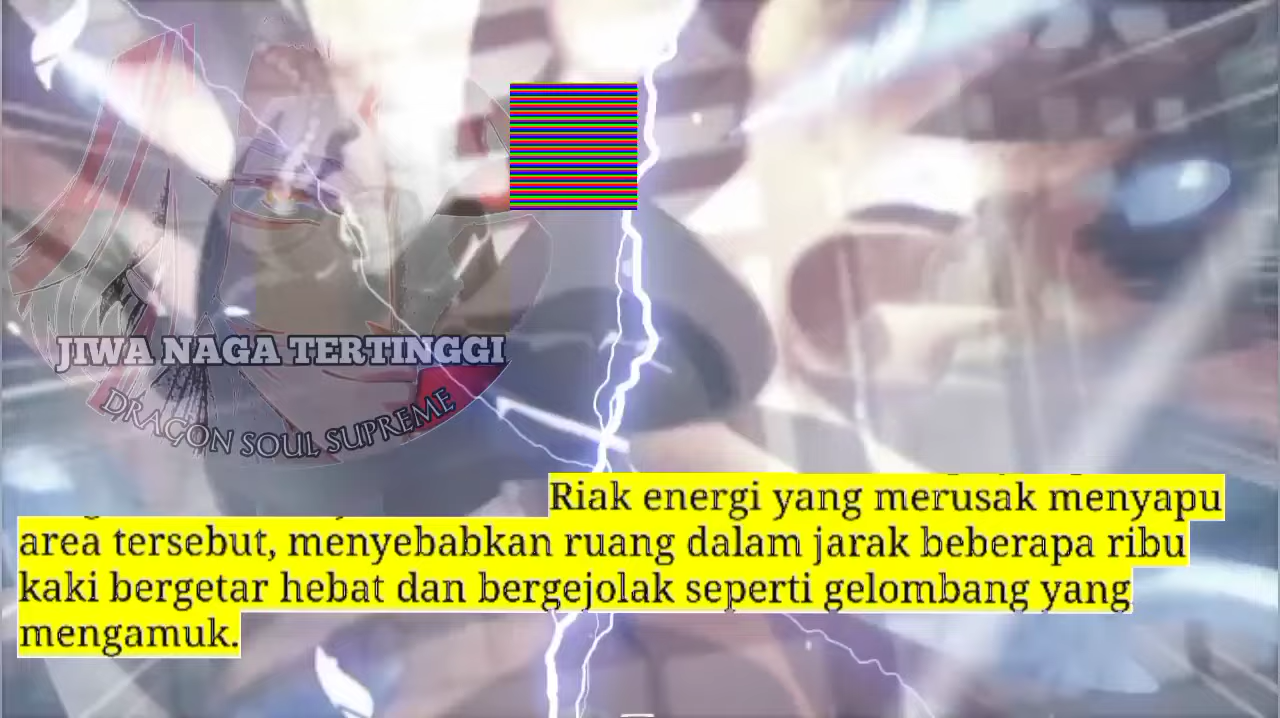 JIWA NAGA TERTINGGI
DRAGON SOUL SUPREME
Riak energi yang merusak menyapu
area tersebut, menyebabkan ruang dalam jarak beberapa ribu
kaki bergetar hebat dan bergejolak seperti gelombang yang
mengamuk.